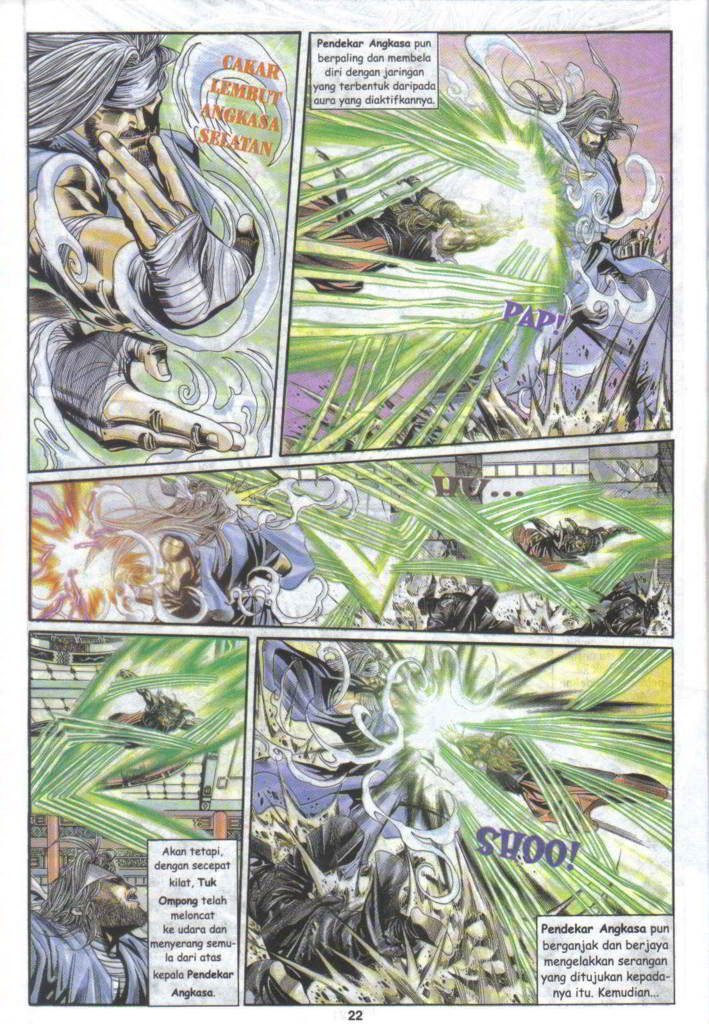 CAKAR
LEMBUT
ANGKASA
SELATAN
Pendekar Angkasa pun
berpaling dan membela
diri dengan jaringan
yang terbentuk daripada
aura yang diaktifkannya.
PAP!
HU...
Akan tetapi,
dengan secepat
kilat, Tuk
Ompong telah
meloncat
ke udara dan
menyerang semu-
la dari atas
kepala Pendekar
Angkasa.
SHOO!
Pendekar Angkasa pun
berganjak dan berjaya
mengelakkan serangan
yang ditujukan kepada-
nya itu. Kemudian...
22